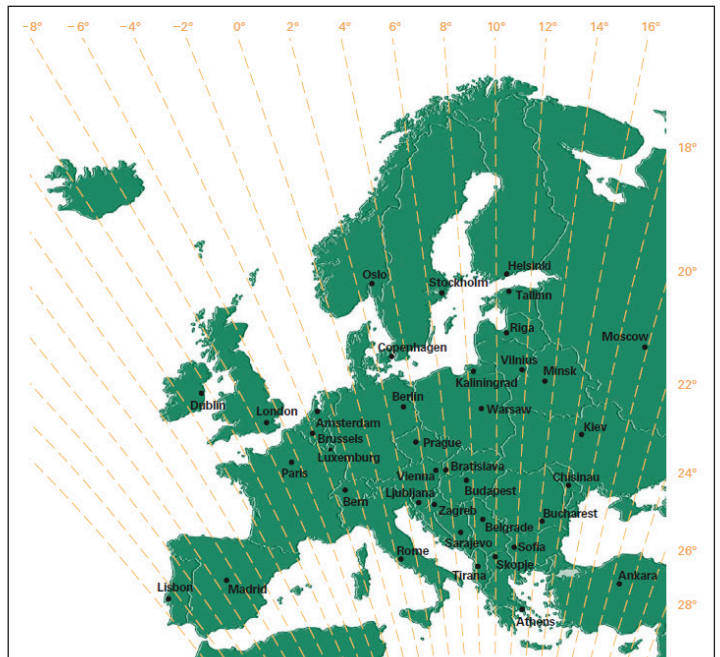 -8°
-6°
-4°
-2°
0°
2°
4°
6°
8°
10°
12°
14°
16°
18°
20°
22°
24°
26°
28°
Oslo
Stockholm
Helsinki
Tallinn
Riga
Moscow
Copenhagen
Vilnius
Minsk
Kaliningrad
Dublin
London
Berlin
Warsaw
Amsterdam
Brussels
Luxemburg
Prague
Kiev
Paris
Vienna
Bratislava
Chisinau
Bern
Ljubljana
Budapest
Zagreb
Belgrade
Bucharest
Sarajevo
Sofia
Rome
Skopje
Tirana
Lisbon
Madrid
Ankara
Athens